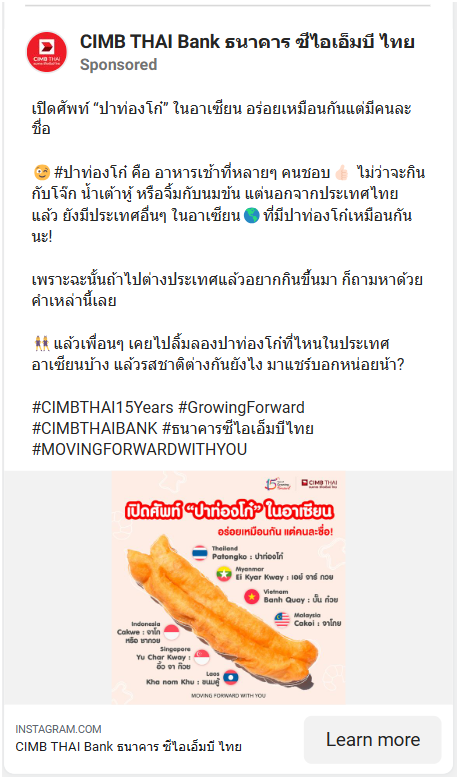 CIMB THAI Bank ธนาคาร ซีไอเอ็มบี ไทย
Sponsored
เปิดศัพท์ “ปาท่องโก๋” ในอาเซียน อร่อยเหมือนกันแต่มีคนละ
ชื่อ
😋 #ปาท่องโก๋ คือ อาหารเช้าที่หลายๆ คนชอบ 👍🏻 ไม่ว่าจะกิน
กับโจ๊ก น้ำเต้าหู้ หรือจิ้มกับนมข้น แต่นอกจากประเทศไทย
แล้ว ยังมีประเทศอื่นๆ ในอาเซียน 🌎 ที่มีปาท่องโก๋เหมือนกัน
นะ!
เพราะฉะนั้นถ้าไปต่างประเทศแล้วอยากกินขึ้นมา ก็ถามหาด้วย
คำเหล่านี้เลย
👭 แล้วเพื่อนๆ เคยไปลิ้มลองปาท่องโก๋ที่ไหนในประเทศ
อาเซียนบ้าง แล้วรสชาติต่างกันยังไง มาแชร์บอกหน่อยน้า?
#CIMBTHAI15Years #GrowingForward
#CIMBTHAIBANK #ธนาคารซีไอเอ็มบีไทย
#MOVINGFORWARDWITHYOU
CIMB THAI
เปิดศัพท์ “ปาท่องโก๋” ในอาเซียน
อร่อยเหมือนกัน แต่คนละชื่อ!
Thailand
Patongko : ปาท่องโก๋
Myanmar
Ei Kyar Kway : เอย์ จาร์ กวย
Vietnam
Banh Quay : บั๋น ก๋วย
Malaysia
Cakoi : จาโกย
Indonesia
Cakwe : จาโก
หรือ ชากวย
Singapore
Yu Char Kway :
อิ้ว จา ก๊วย
Laos
Kha nom Khu : ขนมคู่
MOVING FORWARD WITH YOU
INSTAGRAM.COM
CIMB THAI Bank ธนาคาร ซีไอเอ็มบี ไทย
Learn more